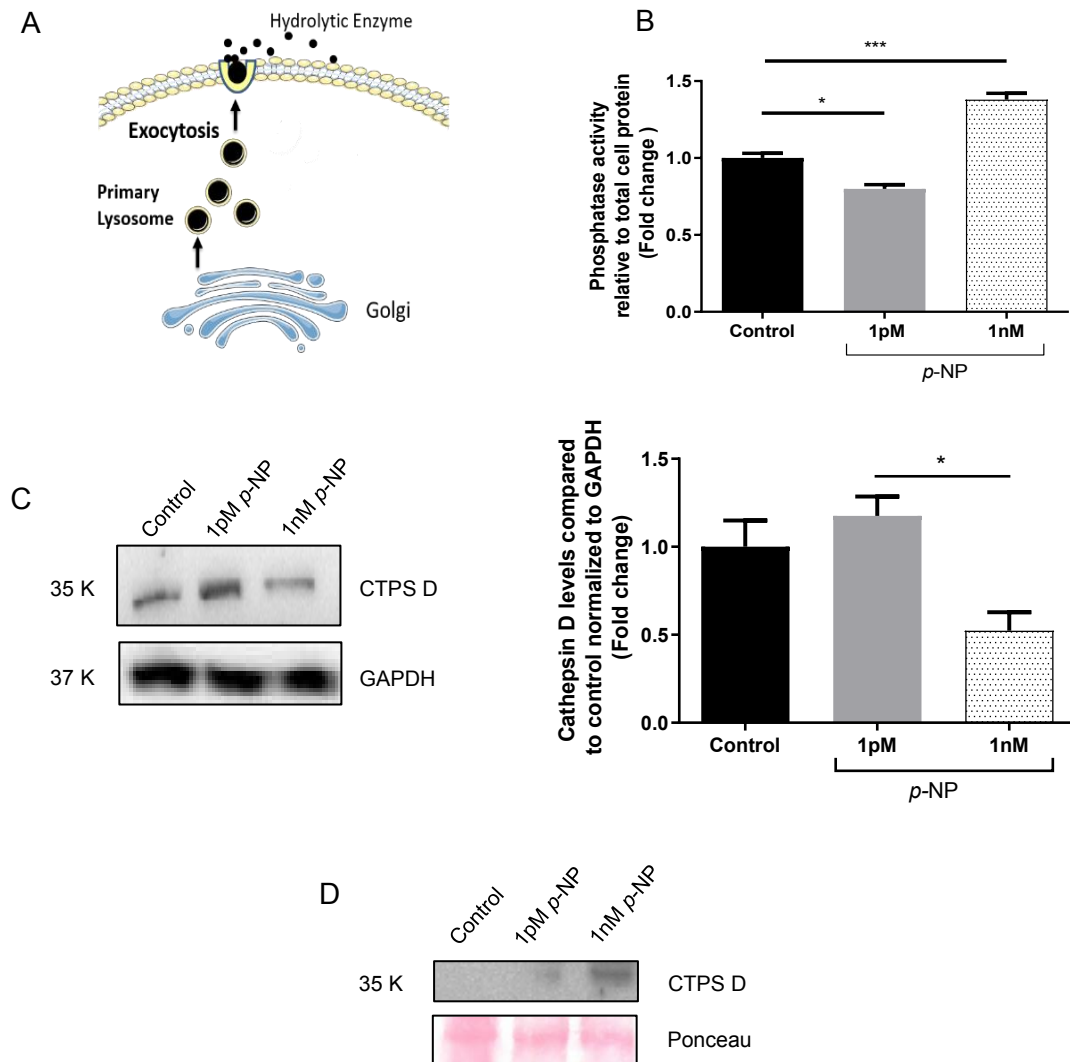 A
Hydrolytic Enzyme
Exocytosis
Primary
Lysosome
Golgi
B
Phosphatase activity
relative to total cell protein
(Fold change )
1.5
1.0
0.5
0.0
***
*
Control
1pM
1nM
p-NP
C
Control
1pM p-NP
1nM p-NP
35 K
CTPS D
37 K
GAPDH
Cathepsin D levels compared
to control normalized to GAPDH
(Fold change)
1.5
1.0
0.5
0.0
*
Control
1pM
1nM
p-NP
D
Control
1pM p-NP
1nM p-NP
35 K
CTPS D
Ponceau